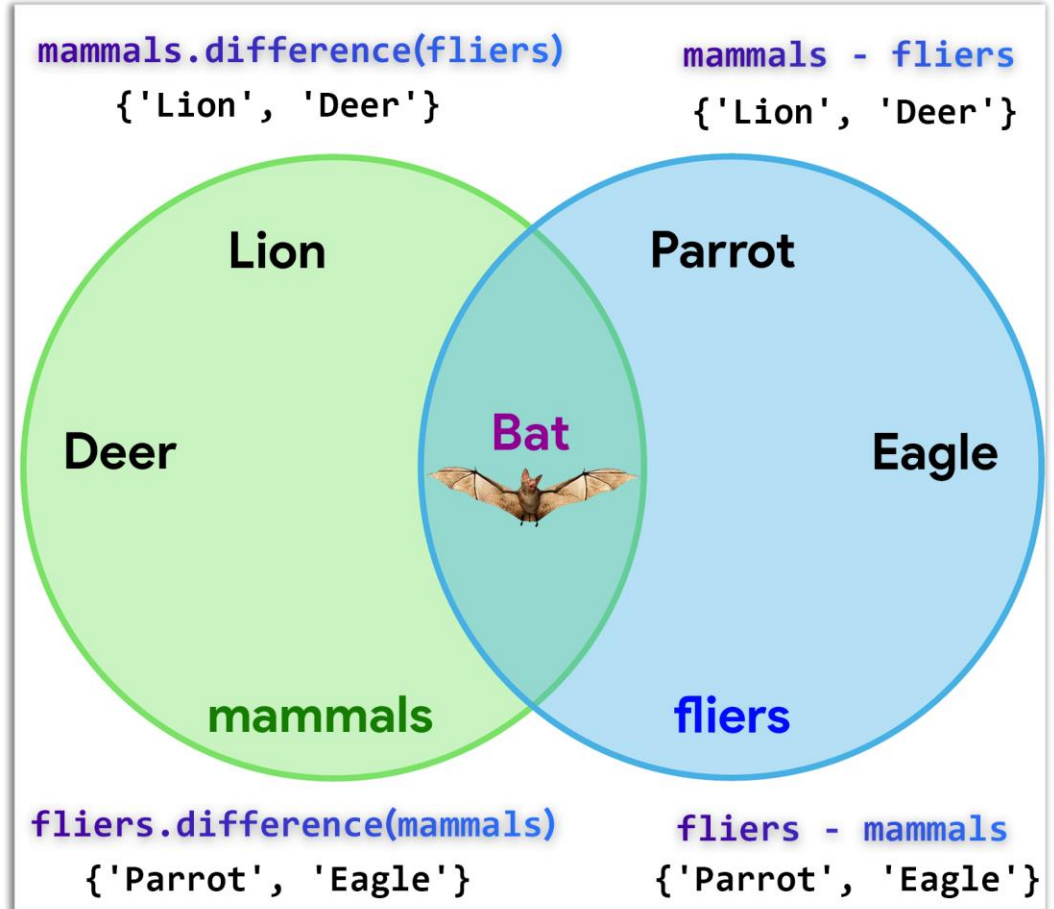 mammals.difference(fliers)
{'Lion', 'Deer'}
mammals - fliers
{'Lion', 'Deer'}
Lion
Parrot
Bat
Deer
Eagle
mammals
fliers
fliers.difference(mammals)
{'Parrot', 'Eagle'}
fliers - mammals
{'Parrot', 'Eagle'}